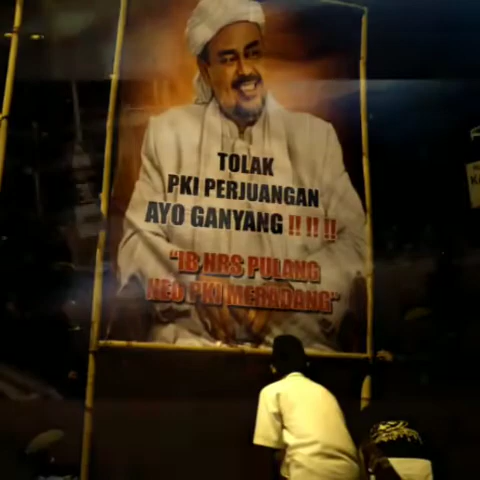 TOLAK
PKI PERJUANGAN
AYO GANYANG !! !! !!
"IB HRS PULANG
NEO PKI MERADANG"